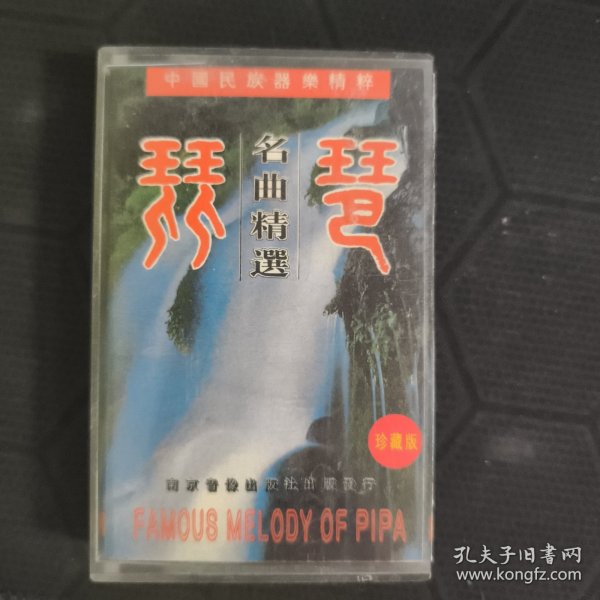 中國民族器樂精粹
琵琶
名曲精選
珍藏版
南京音像出版社出版發行
FAMOUS MELODY OF PIPA
孔夫子旧书网
www.kongfz.com